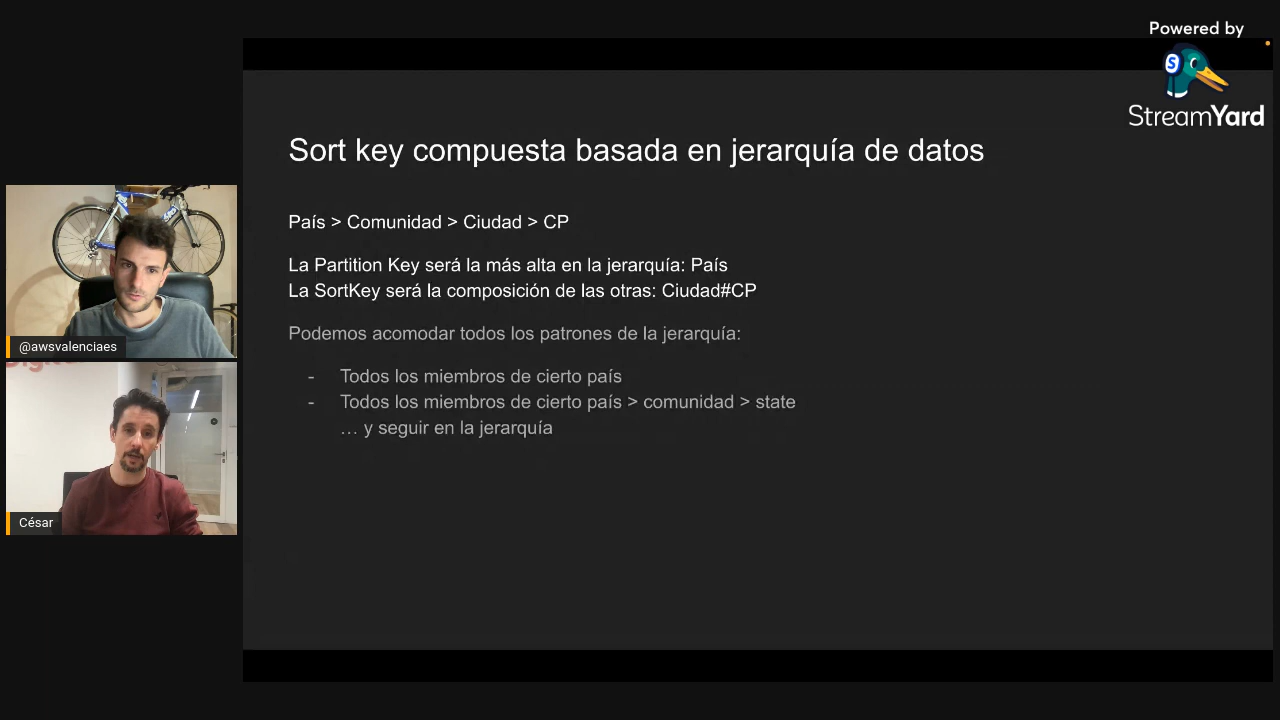 Powered by
StreamYard
Sort key compuesta basada en jerarquía de datos
País > Comunidad > Ciudad > CP
La Partition Key será la más alta en la jerarquía: País
La SortKey será la composición de las otras: Ciudad#CP
Podemos acomodar todos los patrones de la jerarquía:
- Todos los miembros de cierto país
- Todos los miembros de cierto país > comunidad > state
… y seguir en la jerarquía
@awsvalenciaes
César